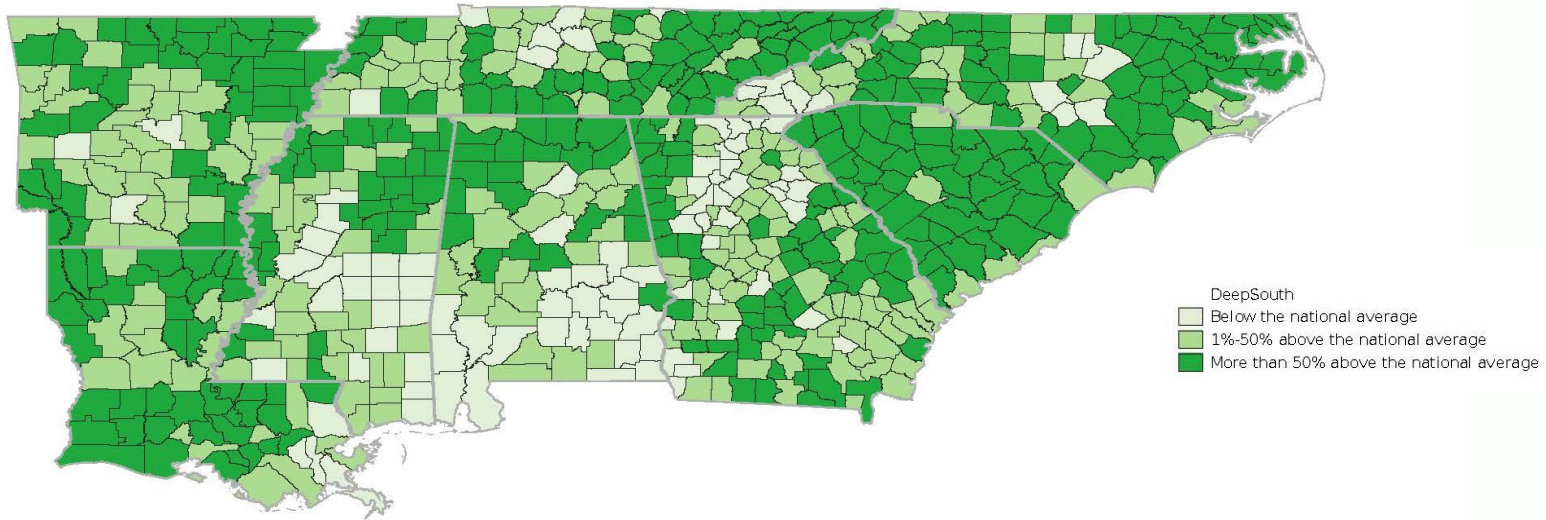 DeepSouth
Below the national average
1%-50% above the national average
More than 50% above the national average